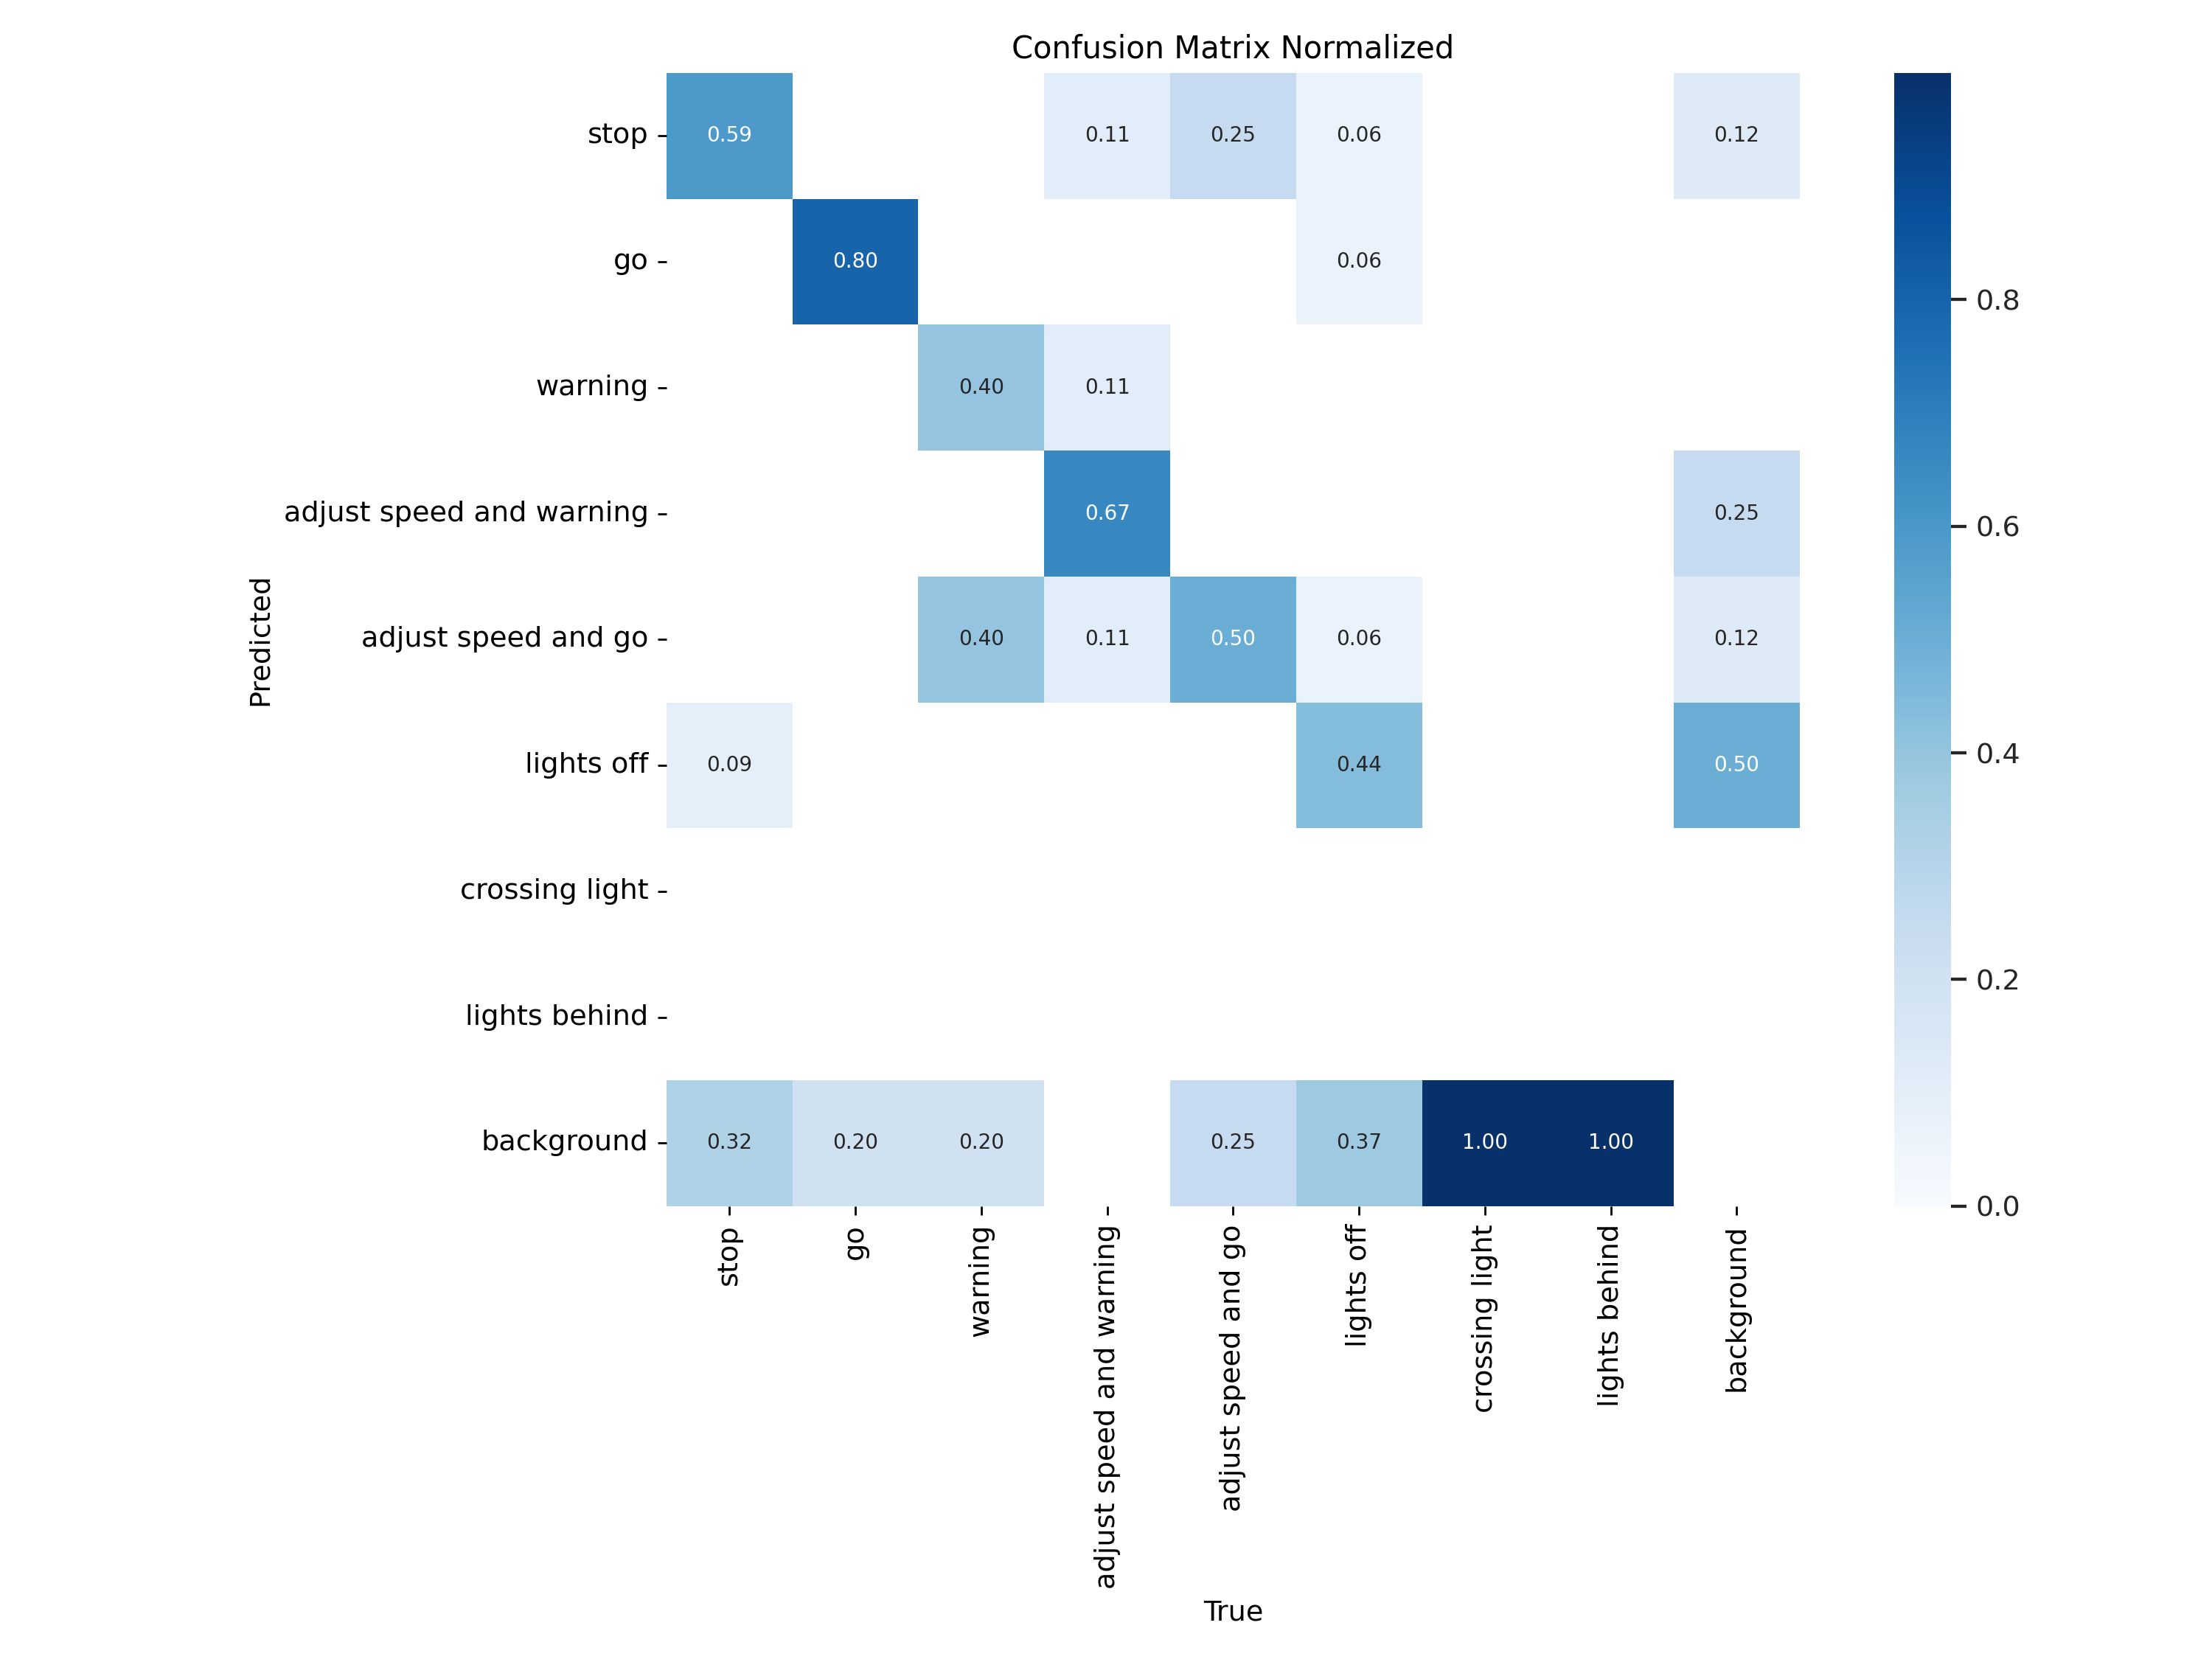 Confusion Matrix Normalized
stop
0.59
0.11
0.25
0.06
0.12
go
0.80
0.06
warning
0.40
0.11
adjust speed and warning
0.67
0.25
adjust speed and go
0.40
0.11
0.50
0.06
0.12
lights off
0.09
0.44
0.50
crossing light
lights behind
background
0.32
0.20
0.20
0.25
0.37
1.00
1.00
Predicted
stop
go
warning
adjust speed and warning
adjust speed and go
lights off
crossing light
lights behind
background
True
0.8
0.6
0.4
0.2
0.0